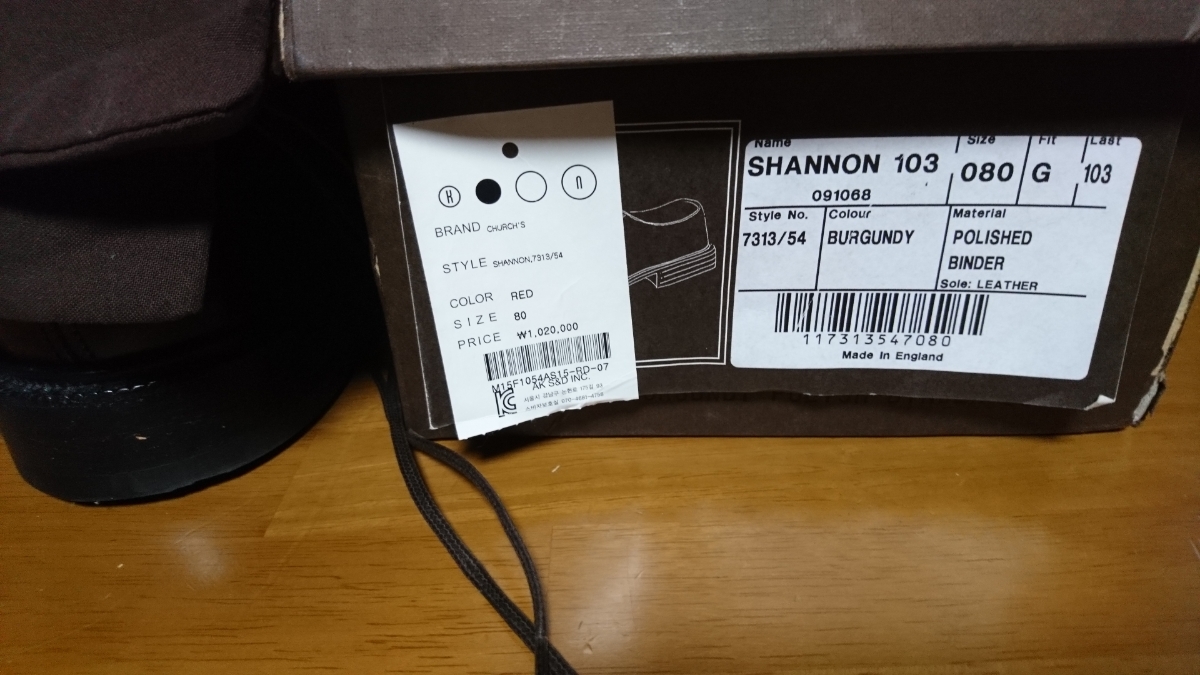 BRAND CHURCH'S
STYLE SHANNON,7313/54
COLOR RED
SIZE 80
PRICE ₩1,020,000
M15F1054AS15-RD-07
AK S&D INC.
Name Size Fit Last
SHANNON 103 080 G 103
091068
Style No. Colour Material
7313/54 BURGUNDY POLISHED
BINDER
Sole: LEATHER
117313547080
Made In England